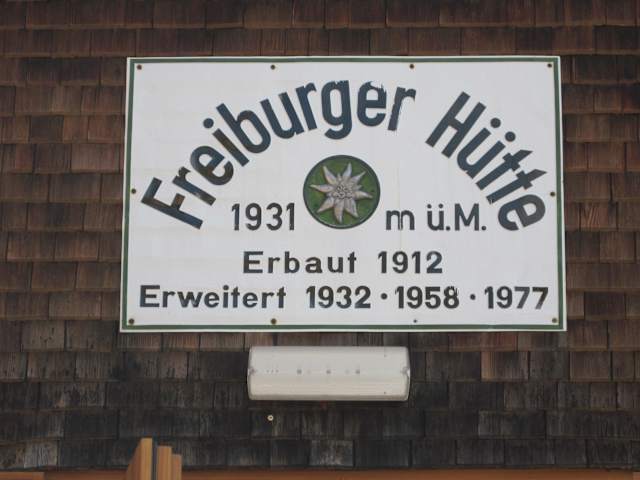 Freiburger Hütte
1931 m ü.M.
Erbaut 1912
Erweitert 1932 · 1958 · 1977